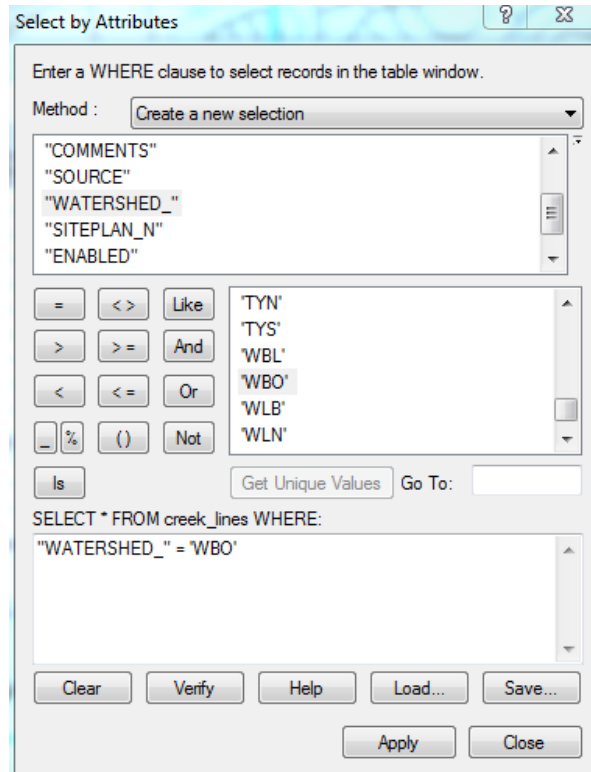 Select by Attributes
?
Enter a WHERE clause to select records in the table window.
Method : Create a new selection
"COMMENTS"
"SOURCE"
"WATERSHED_"
"SITEPLAN_N"
"ENABLED"
= < > Like
> > = And
< < = Or
_ % ( ) Not
Is
'TYN'
'TYS'
'WBL'
'WBO'
'WLB'
'WLN'
Get Unique Values Go To:
SELECT * FROM creek_lines WHERE:
"WATERSHED_" = 'WBO'
Clear Verify Help Load... Save...
Apply Close